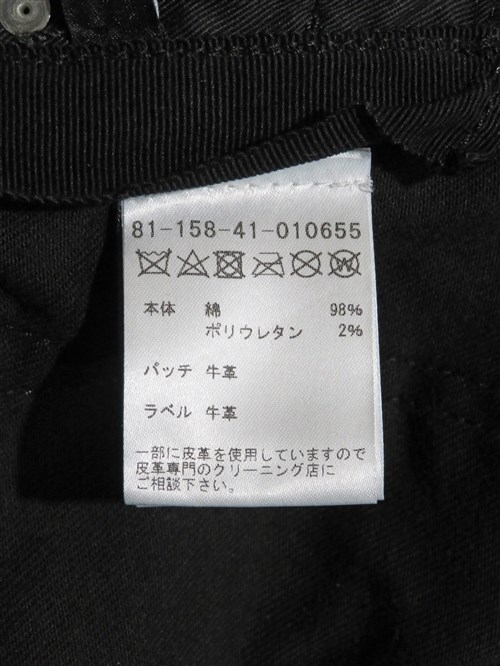 81-158-41-010655
本体 綿 98%
ポリウレタン 2%
パッチ 牛革
ラベル 牛革
一部に皮革を使用していますので
皮革専門のクリーニング店に
ご相談下さい。